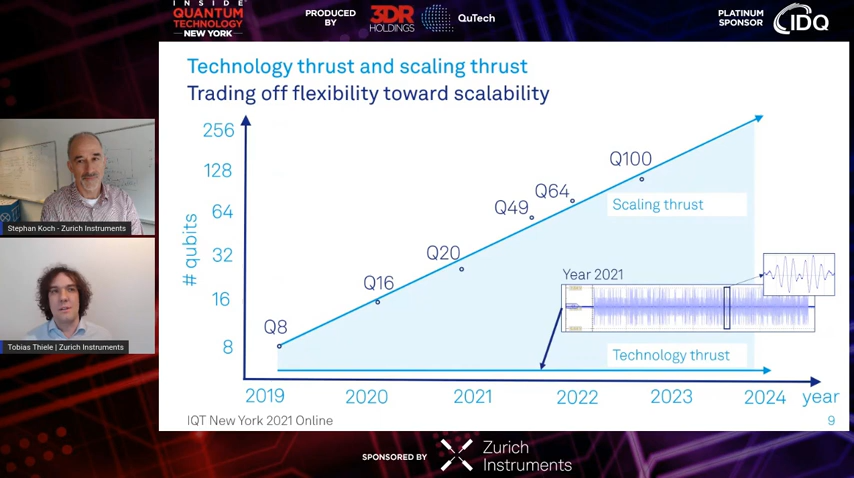 INSIDE
QUANTUM
TECHNOLOGY
NEW YORK
PRODUCED
BY
3DR
HOLDINGS
QuTech
PLATINUM
SPONSOR
IDQ
Technology thrust and scaling thrust
Trading off flexibility toward scalability
256
128
64
32
16
8
# qubits
Q8
Q16
Q20
Q49
Q64
Q100
Scaling thrust
Year 2021
Technology thrust
2019
2020
2021
2022
2023
2024
year
IQT New York 2021 Online
9
Stephan Koch - Zurich Instruments
Tobias Thiele | Zurich Instruments
SPONSORED BY
Zurich
Instruments